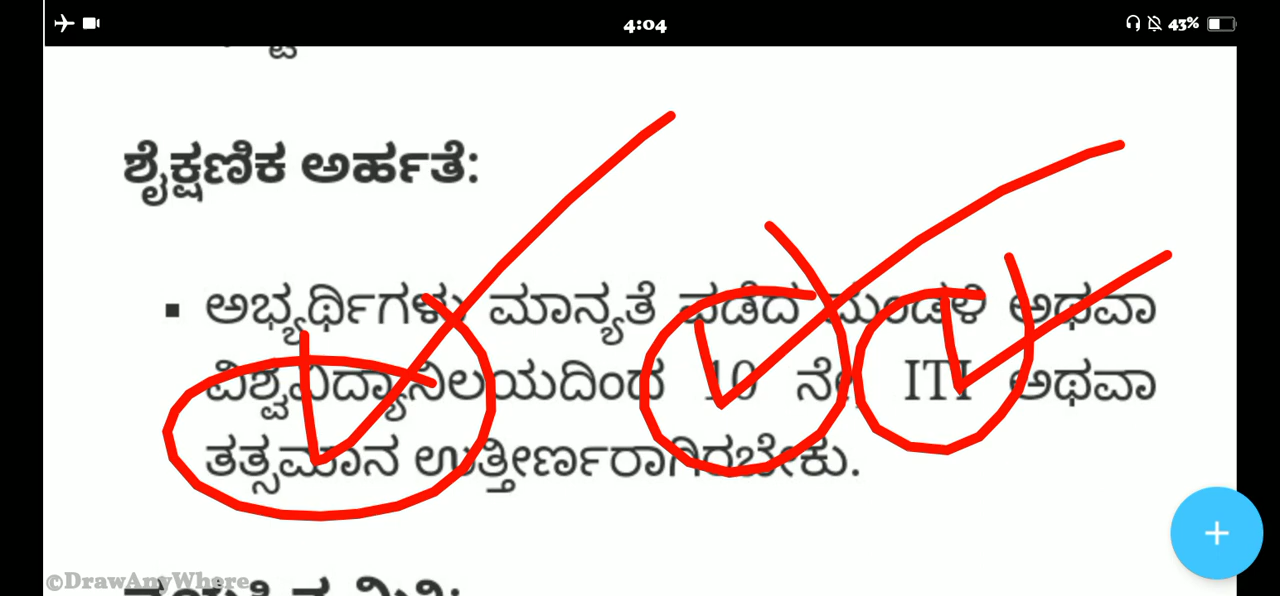 4:04
43%
ಶೈಕ್ಷಣಿಕ ಅರ್ಹತೆ:
▪ ಅಭ್ಯರ್ಥಿಗಳು ಮಾನ್ಯತೆ ಪಡೆದ ಮಂಡಳಿ ಅಥವಾ
ವಿಶ್ವವಿದ್ಯಾನಿಲಯದಿಂದ 10 ನೇ, ITI ಅಥವಾ
ತತ್ಸಮಾನ ಉತ್ತೀರ್ಣರಾಗಿರಬೇಕು.
©DrawAnyWhere